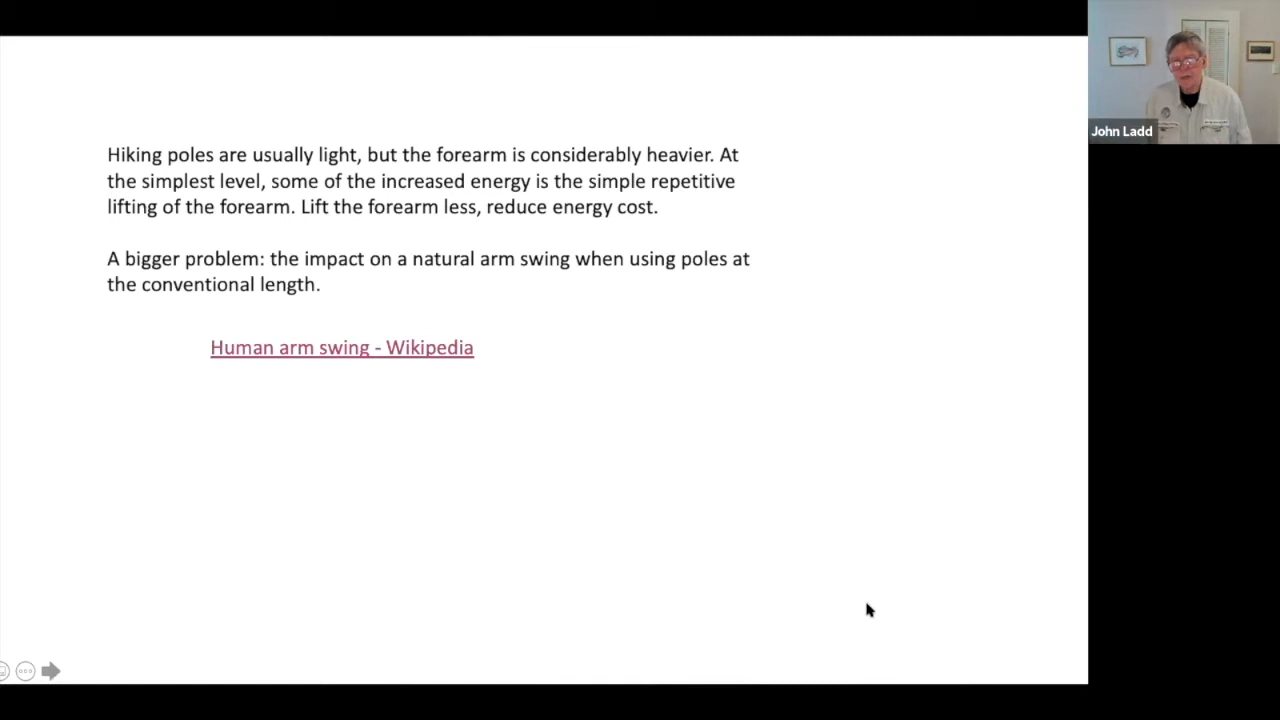 Hiking poles are usually light, but the forearm is considerably heavier. At
the simplest level, some of the increased energy is the simple repetitive
lifting of the forearm. Lift the forearm less, reduce energy cost.
A bigger problem: the impact on a natural arm swing when using poles at
the conventional length.
Human arm swing - Wikipedia
John Ladd